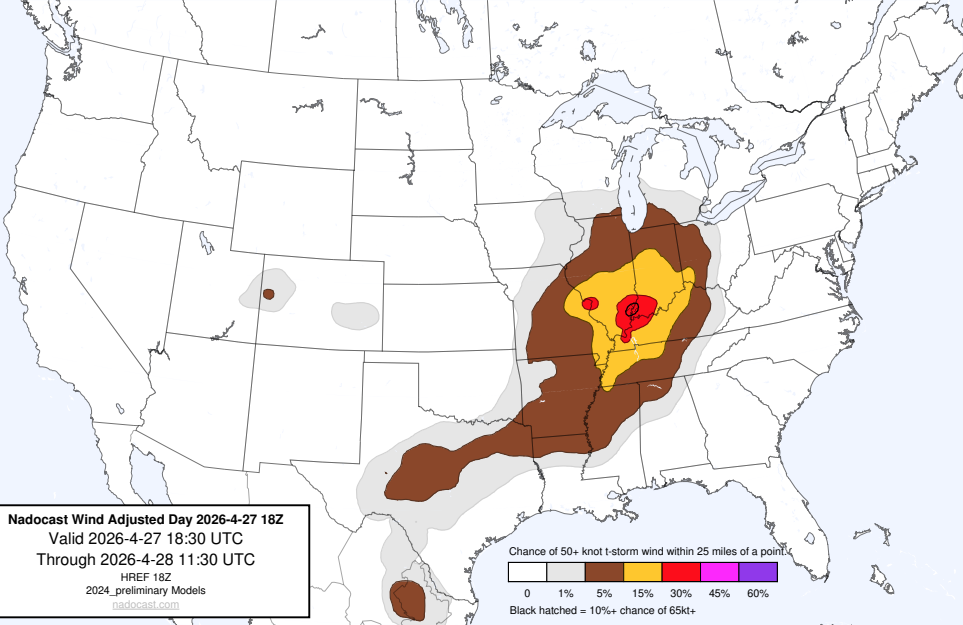 Nadocast Wind Adjusted Day 2026-4-27 18Z
Valid 2026-4-27 18:30 UTC
Through 2026-4-28 11:30 UTC
HREF 18Z
2024_preliminary Models
nadocast.com
Chance of 50+ knot t-storm wind within 25 miles of a point.
0 1% 5% 15% 30% 45% 60%
Black hatched = 10%+ chance of 65kt+